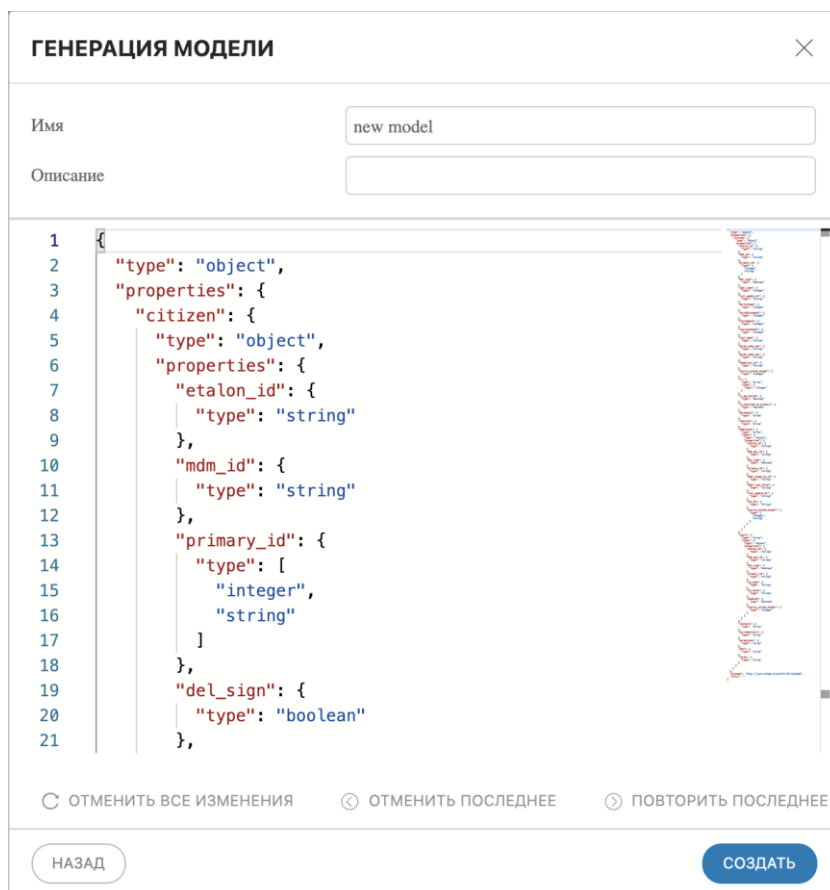 ГЕНЕРАЦИЯ МОДЕЛИ
Имя
new model
Описание
1 {
2 "type": "object",
3 "properties": {
4 "citizen": {
5 "type": "object",
6 "properties": {
7 "etalon_id": {
8 "type": "string"
9 },
10 "mdm_id": {
11 "type": "string"
12 },
13 "primary_id": {
14 "type": [
15 "integer",
16 "string"
17 ]
18 },
19 "del_sign": {
20 "type": "boolean"
21 },
ОТМЕНИТЬ ВСЕ ИЗМЕНЕНИЯ ОТМЕНИТЬ ПОСЛЕДНЕЕ ПОВТОРИТЬ ПОСЛЕДНЕЕ
НАЗАД СОЗДАТЬ